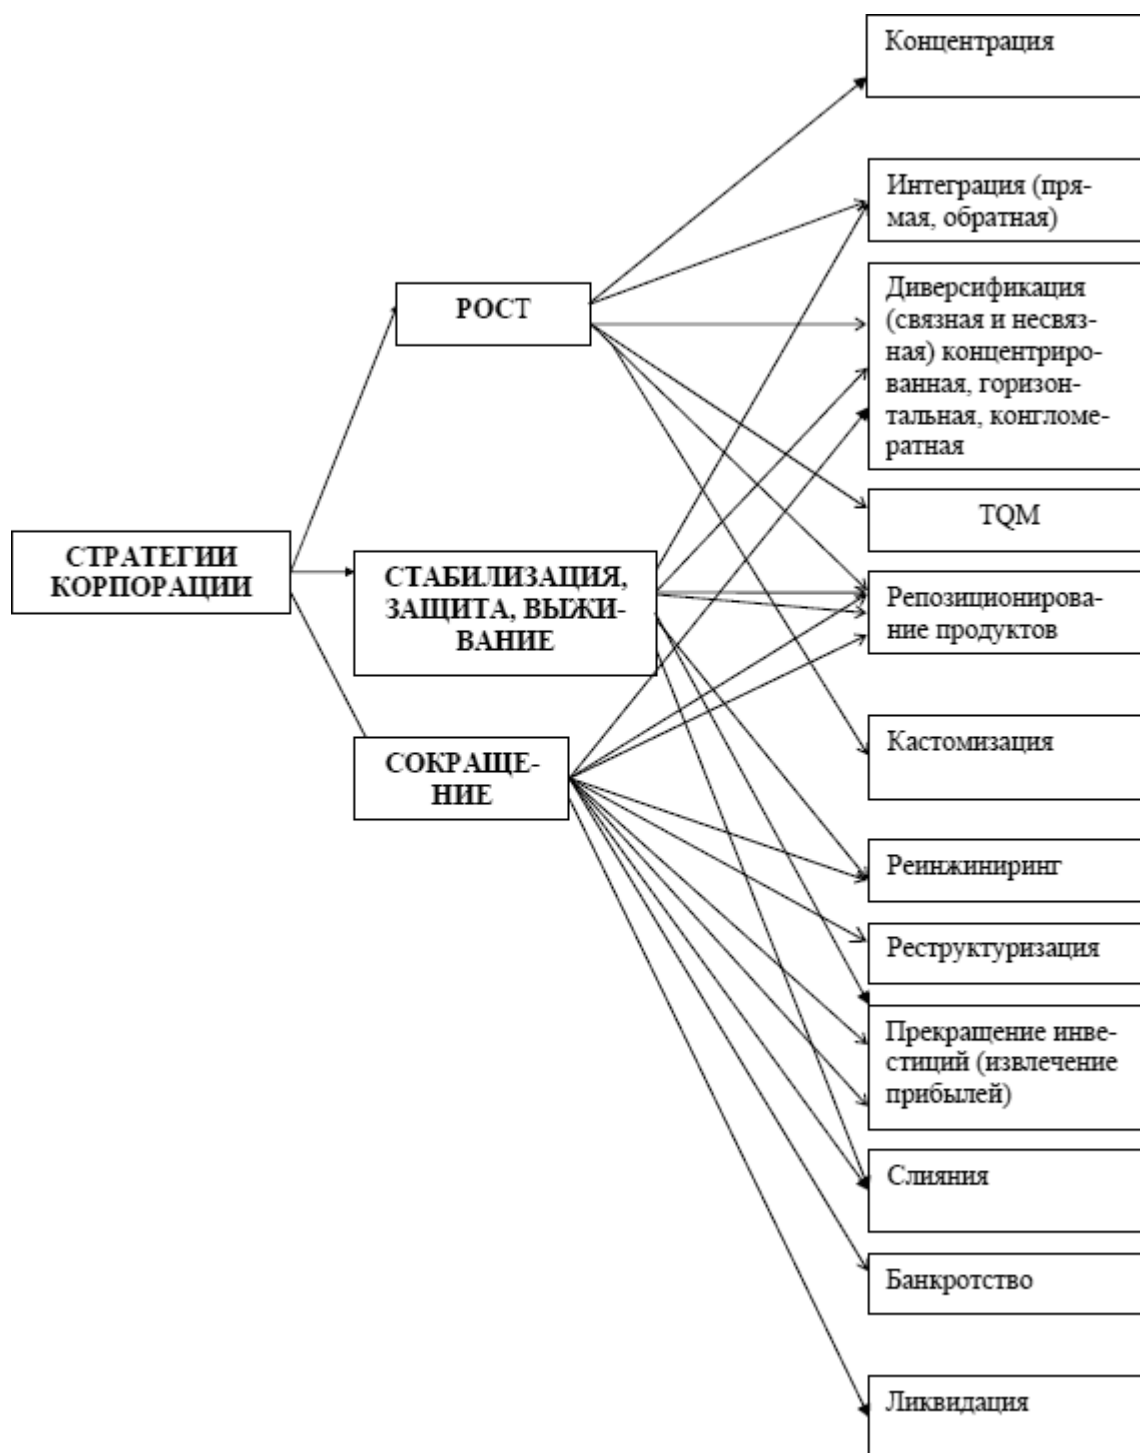 Концентрация
Интеграция (пря-
мая, обратная)
РОСТ
Диверсификация
(связная и несвяз-
ная) концентриро-
ванная, горизон-
тальная, конгломе-
ратная
TQM
СТРАТЕГИИ
КОРПОРАЦИИ
СТАБИЛИЗАЦИЯ,
ЗАЩИТА, ВЫЖИ-
ВАНИЕ
Репозиционирова-
ние продуктов
СОКРАЩЕ-
НИЕ
Кастомизация
Реинжиниринг
Реструктуризация
Прекращение инве-
стиций (извлечение
прибылей)
Слияния
Банкротство
Ликвидация